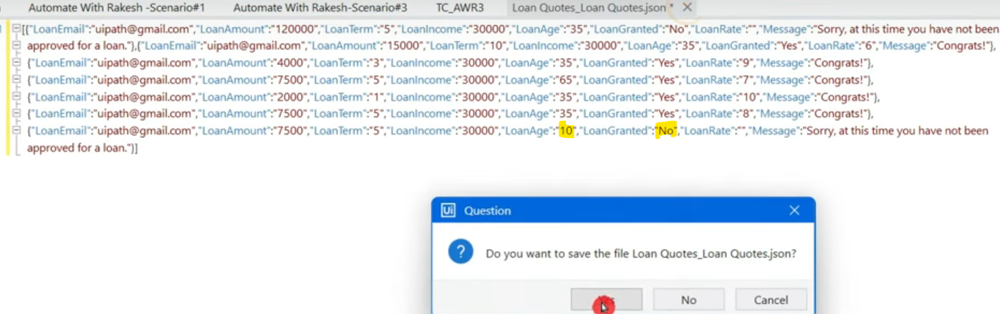 Automate With Rakesh -Scenario#1 Automate With Rakesh-Scenario#3 TC_AWR3 Loan Quotes_Loan Quotes.json *
[{"LoanEmail":"uipath@gmail.com","LoanAmount":"120000","LoanTerm":"5","LoanIncome":"30000","LoanAge":"35","LoanGranted":"No","LoanRate":"","Message":"Sorry, at this time you have not been
approved for a loan."},{"LoanEmail":"uipath@gmail.com","LoanAmount":"15000","LoanTerm":"10","LoanIncome":"30000","LoanAge":"35","LoanGranted":"Yes","LoanRate":"6","Message":"Congrats!"},
{"LoanEmail":"uipath@gmail.com","LoanAmount":"4000","LoanTerm":"3","LoanIncome":"30000","LoanAge":"35","LoanGranted":"Yes","LoanRate":"9","Message":"Congrats!"},
{"LoanEmail":"uipath@gmail.com","LoanAmount":"7500","LoanTerm":"5","LoanIncome":"30000","LoanAge":"65","LoanGranted":"Yes","LoanRate":"7","Message":"Congrats!"},
{"LoanEmail":"uipath@gmail.com","LoanAmount":"2000","LoanTerm":"1","LoanIncome":"30000","LoanAge":"35","LoanGranted":"Yes","LoanRate":"10","Message":"Congrats!"},
{"LoanEmail":"uipath@gmail.com","LoanAmount":"7500","LoanTerm":"5","LoanIncome":"30000","LoanAge":"35","LoanGranted":"Yes","LoanRate":"8","Message":"Congrats!"},
{"LoanEmail":"uipath@gmail.com","LoanAmount":"7500","LoanTerm":"5","LoanIncome":"30000","LoanAge":"10","LoanGranted":"No","LoanRate":"","Message":"Sorry, at this time you have not been
approved for a loan."}]
Ui Question
Do you want to save the file Loan Quotes_Loan Quotes.json?
No Cancel